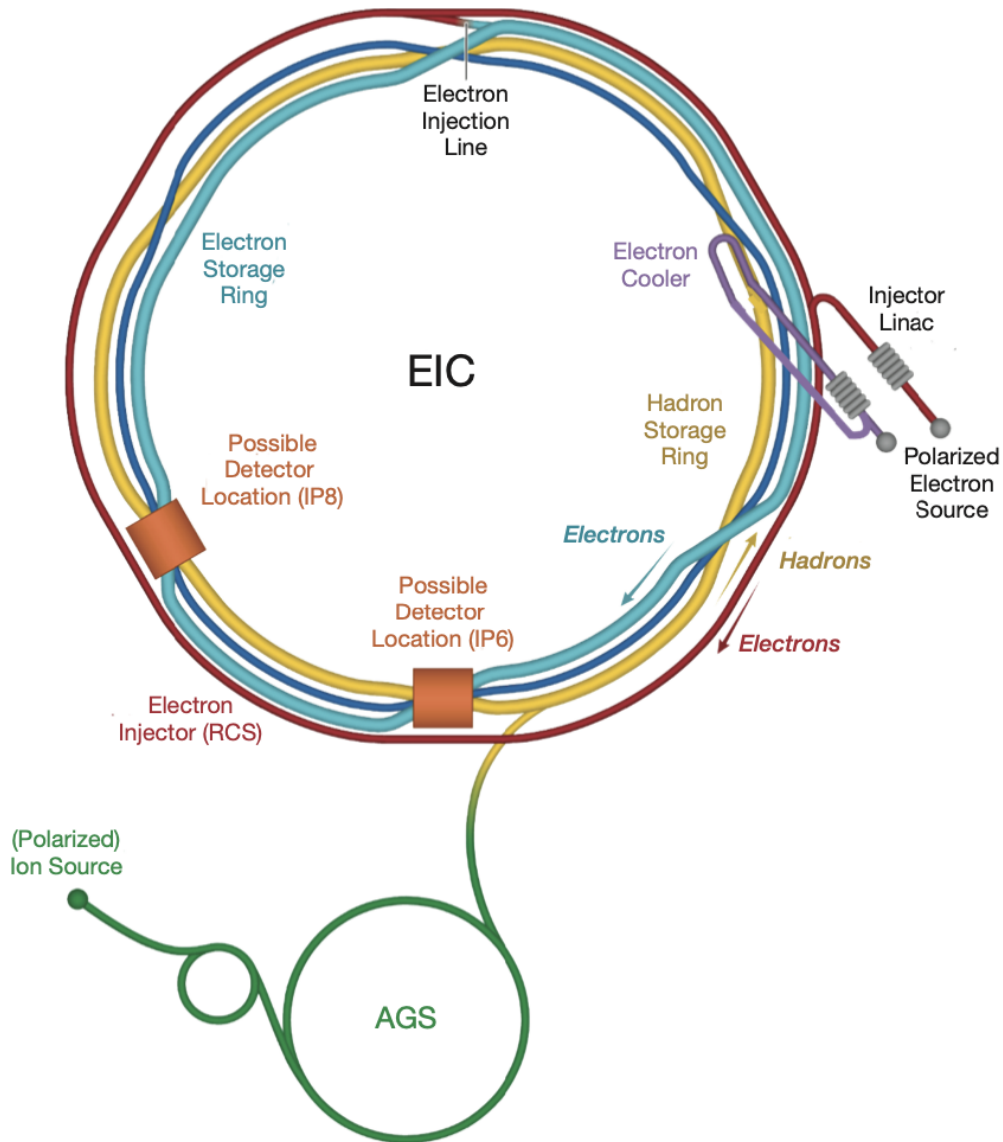 Electron
Injection
Line
Electron
Storage
Ring
Electron
Cooler
Injector
Linac
EIC
Hadron
Storage
Ring
Possible
Detector
Location (IP8)
Polarized
Electron
Source
Electrons
Hadrons
Possible
Detector
Location (IP6)
Electrons
Electron
Injector (RCS)
(Polarized)
Ion Source
AGS